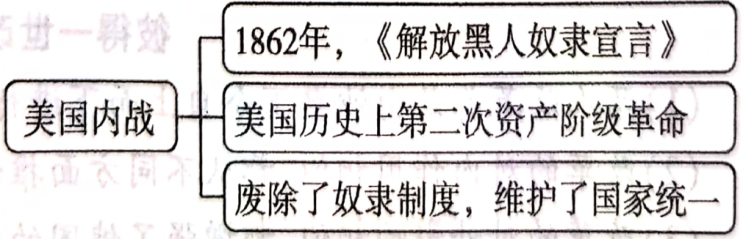 1862年，《解放黑人奴隶宣言》
美国内战
美国历史上第二次资产阶级革命
废除了奴隶制度，维护了国家统一